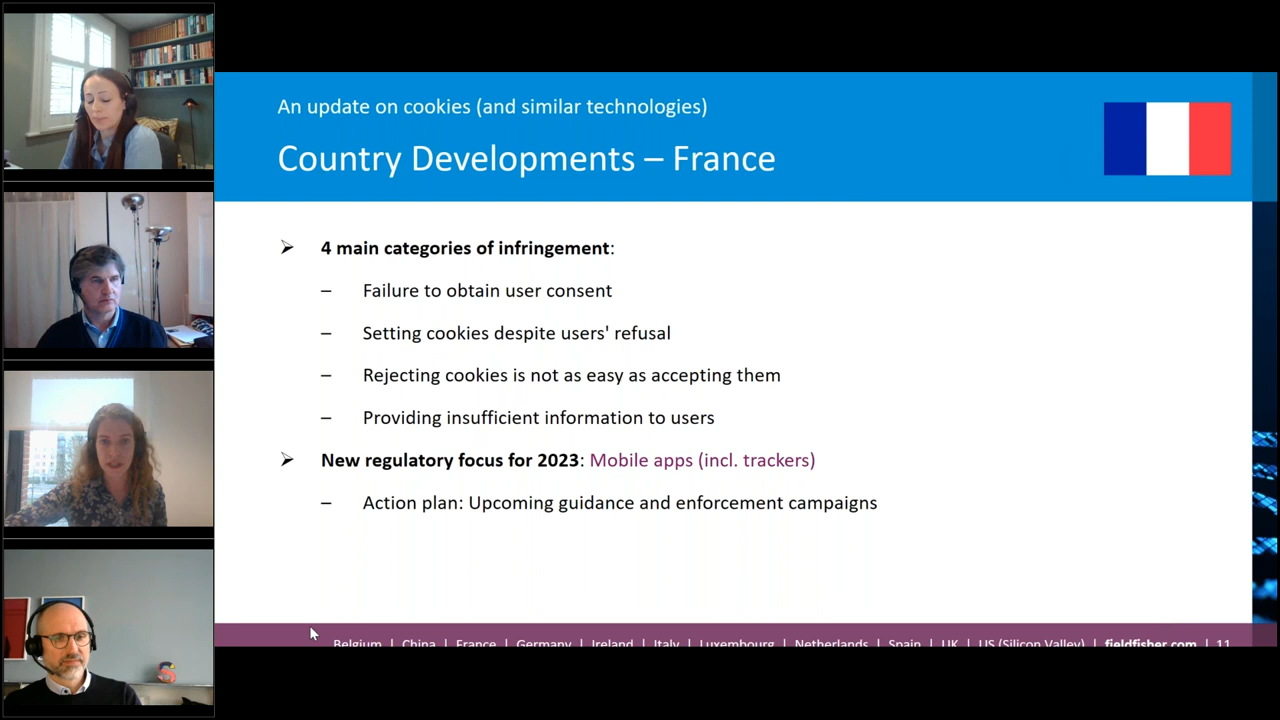 An update on cookies (and similar technologies)
Country Developments – France
➢ 4 main categories of infringement:
– Failure to obtain user consent
– Setting cookies despite users' refusal
– Rejecting cookies is not as easy as accepting them
– Providing insufficient information to users
➢ New regulatory focus for 2023: Mobile apps (incl. trackers)
– Action plan: Upcoming guidance and enforcement campaigns
Belgium | China | France | Germany | Ireland | Italy | Luxembourg | Netherlands | Spain | UK | US (Silicon Valley) | fieldfisher.com | 11